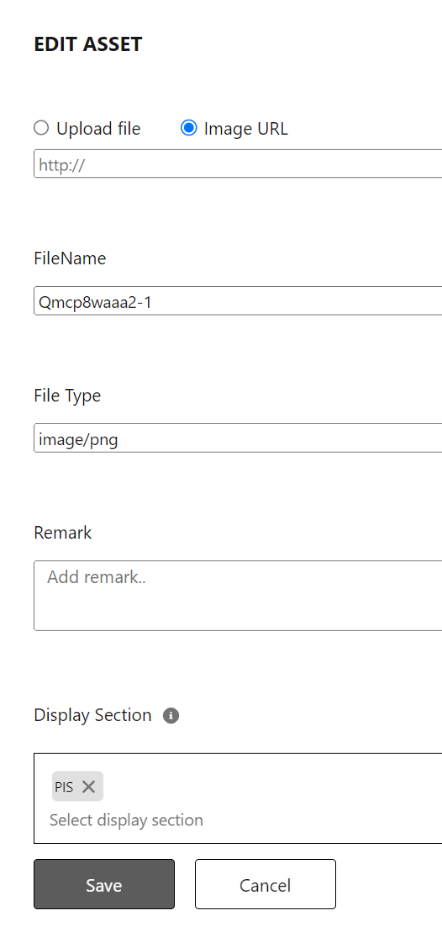 EDIT ASSET
Upload file Image URL
http://
FileName
Qmcp8waaa2-1
File Type
image/png
Remark
Add remark..
Display Section
PIS
Select display section
Save Cancel